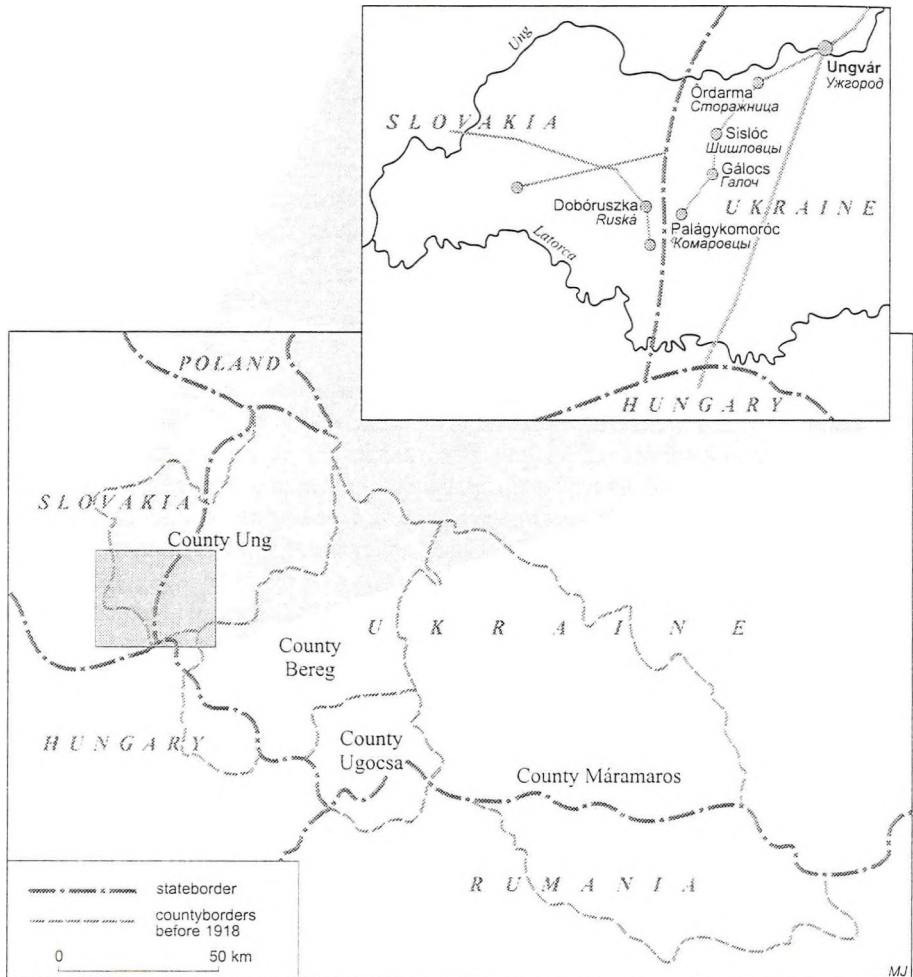 Ung
Ungvár
Ужгород
Ördarma
Сторажница
SLOVAKIA
Sislóc
Шишловцы
Gálocs
Галоч
UKRAINE
Dobóruszka
Ruská
Palágykomoróc
Комаровцы
Latorca
HUNGARY
POLAND
SLOVAKIA
County Ung
UKRAINE
County
Bereg
HUNGARY
County
Ugocsa
County Máramaros
RUMANIA
stateborder
countyborders
before 1918
0 50 km
MJ